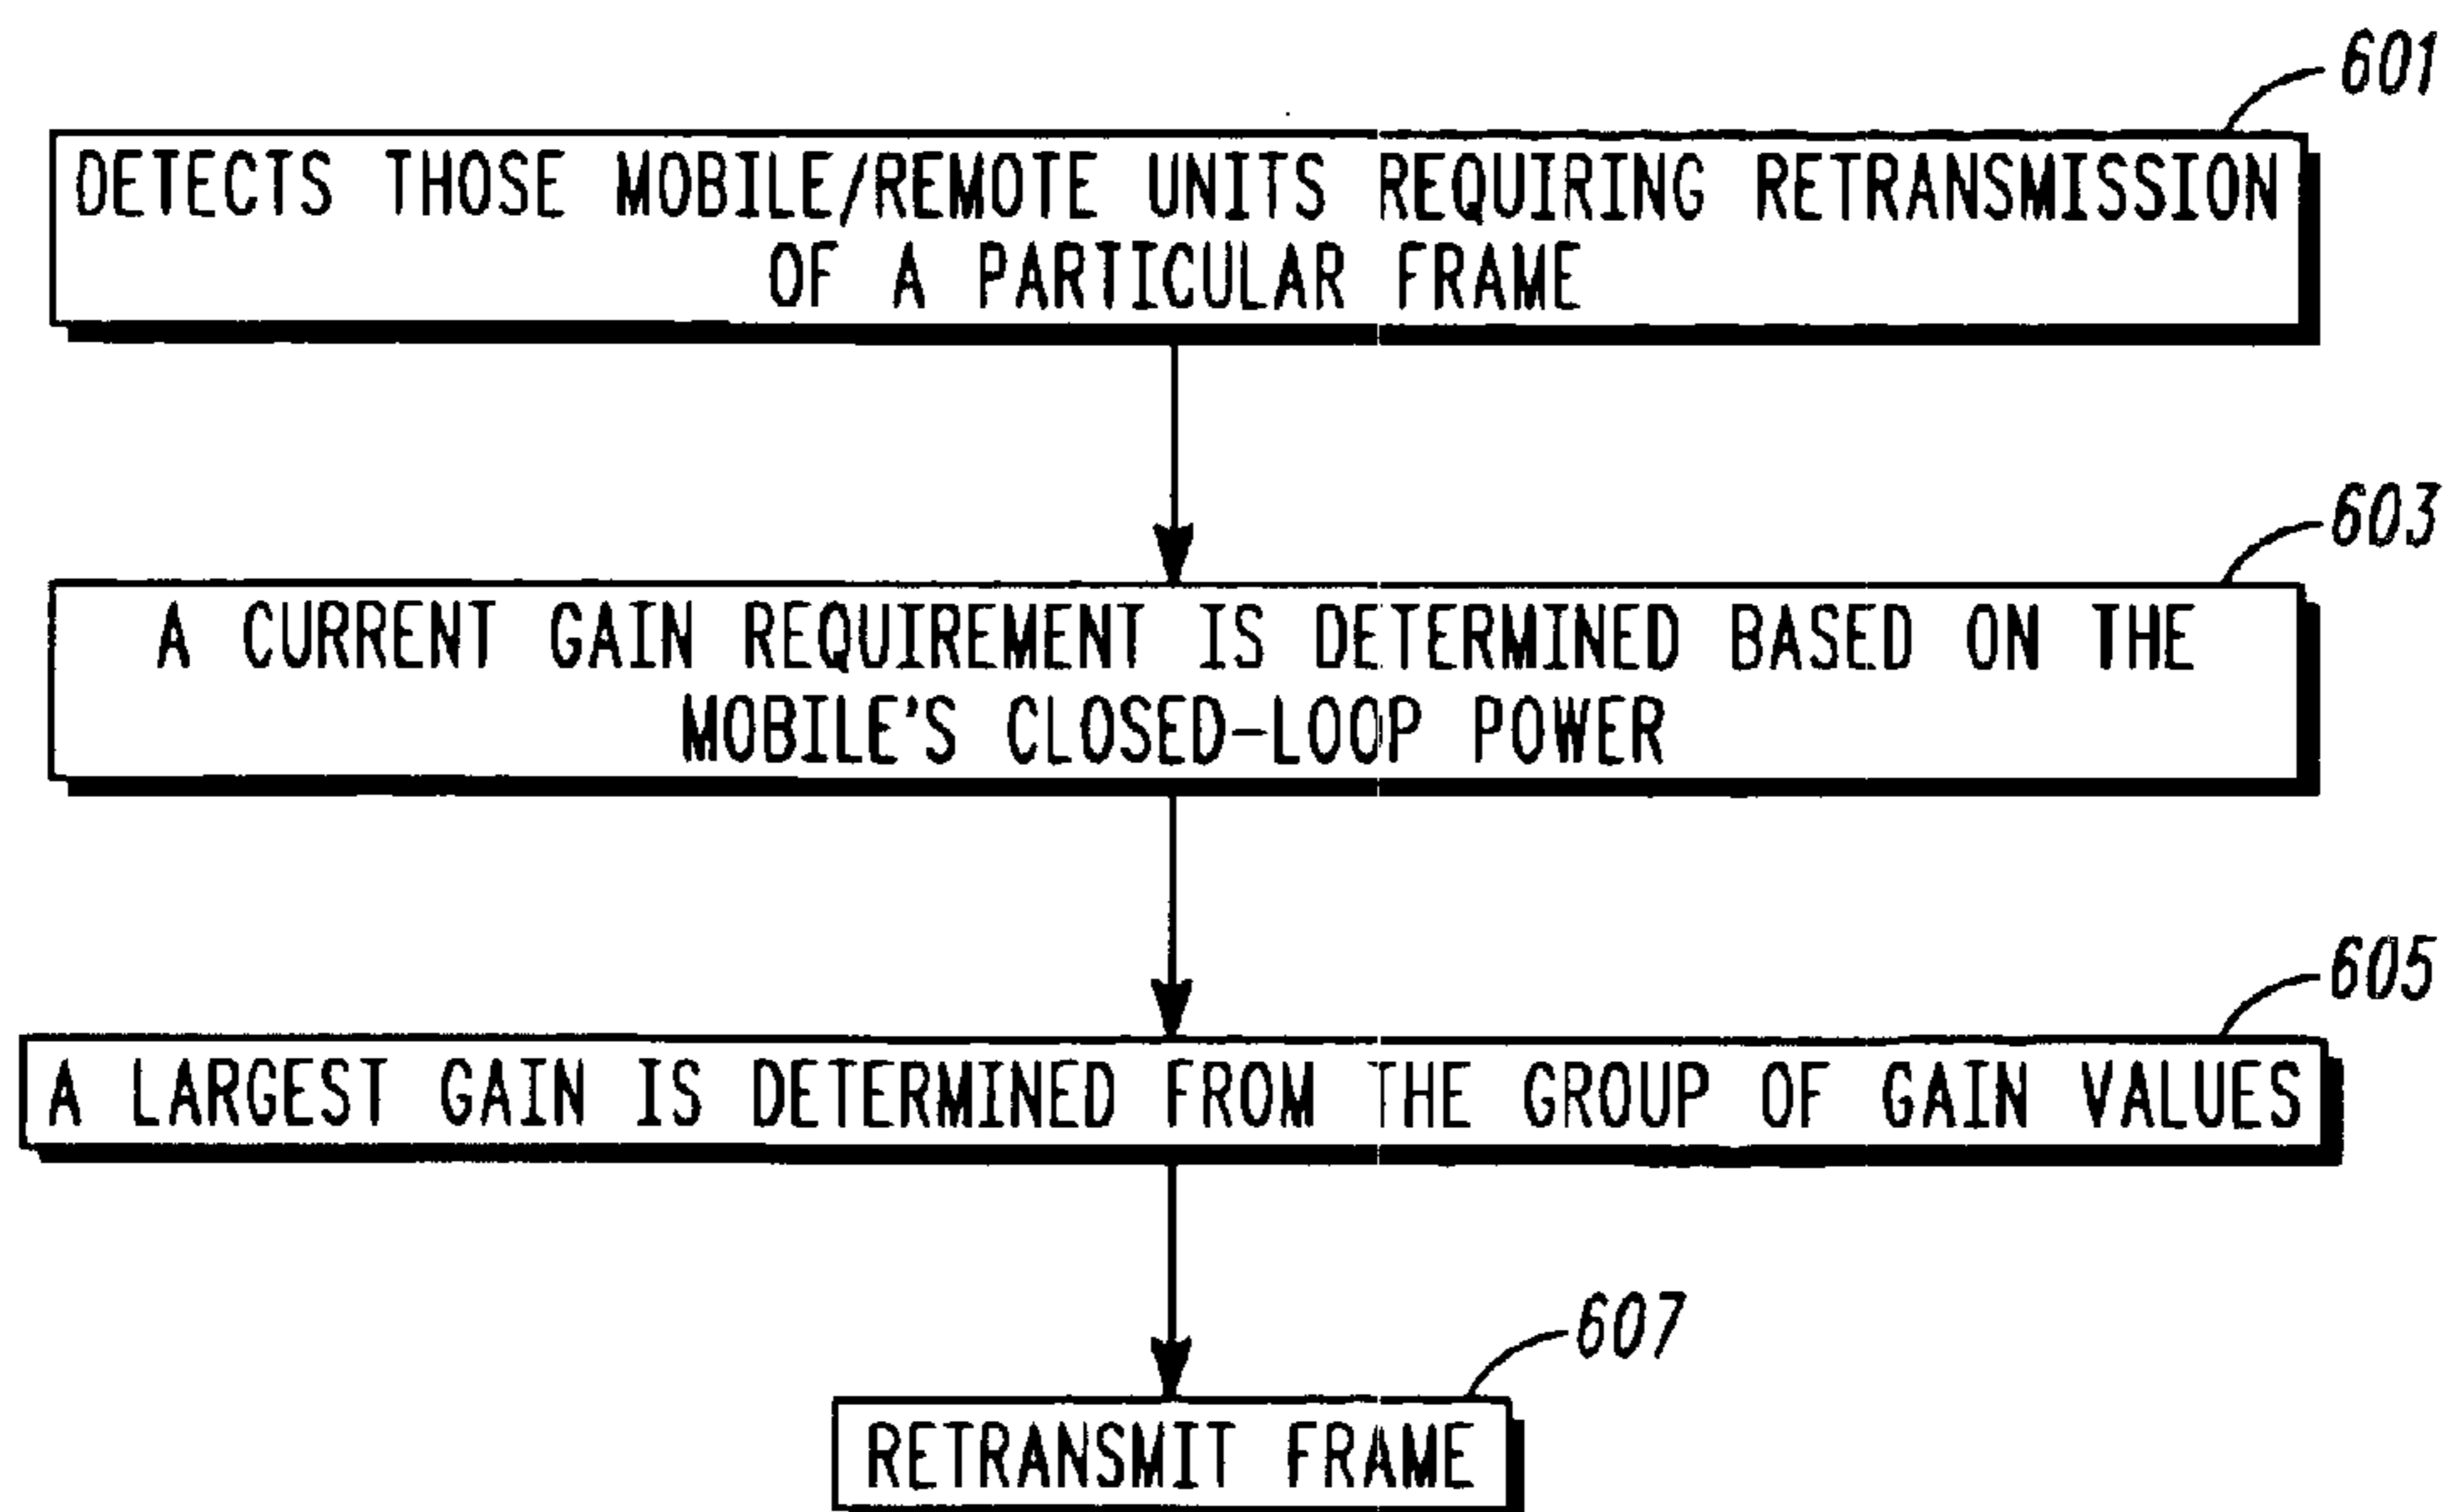 601
DETECTS THOSE MOBILE/REMOTE UNITS REQUIRING RETRANSMISSION
OF A PARTICULAR FRAME
603
A CURRENT GAIN REQUIREMENT IS DETERMINED BASED ON THE
MOBILE'S CLOSED-LOOP POWER
605
A LARGEST GAIN IS DETERMINED FROM THE GROUP OF GAIN VALUES
607
RETRANSMIT FRAME